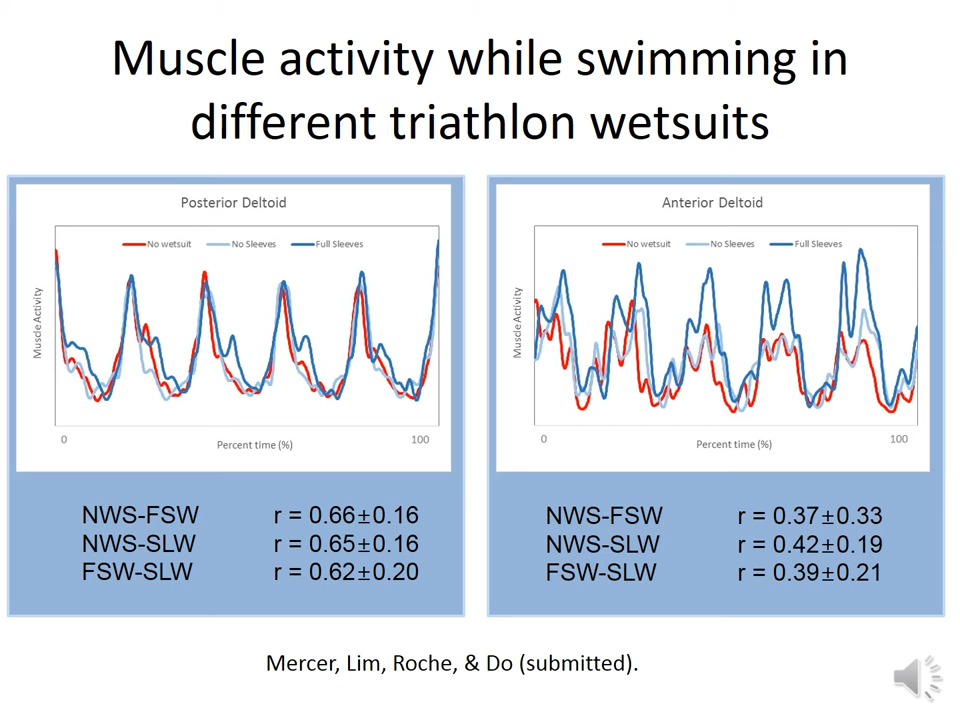 Muscle activity while swimming in
different triathlon wetsuits
Posterior Deltoid
No wetsuit No Sleeves Full Sleeves
Muscle Activity
0 100
Percent time (%)
NWS-FSW r = 0.66±0.16
NWS-SLW r = 0.65±0.16
FSW-SLW r = 0.62±0.20
Anterior Deltoid
No wetsuit No Sleeves Full Sleeves
Muscle Activity
0 100
Percent time (%)
NWS-FSW r = 0.37±0.33
NWS-SLW r = 0.42±0.19
FSW-SLW r = 0.39±0.21
Mercer, Lim, Roche, & Do (submitted).